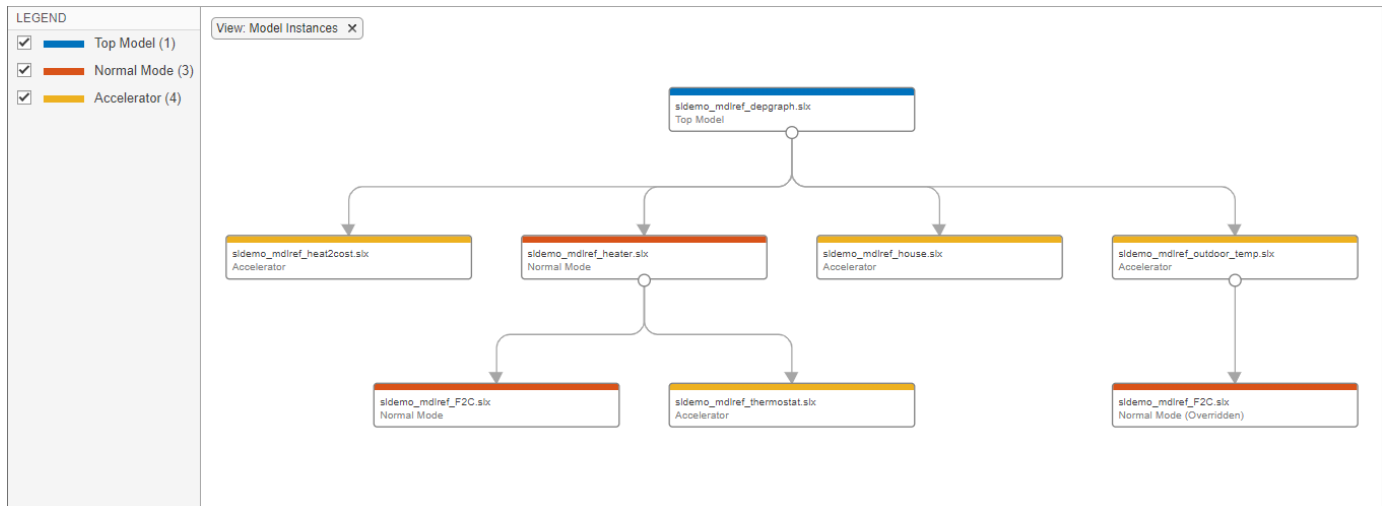 LEGEND
Top Model (1)
Normal Mode (3)
Accelerator (4)
View: Model Instances ×
sldemo_mdlref_depgraph.slx
Top Model
sldemo_mdlref_heat2cost.slx
Accelerator
sldemo_mdlref_heater.slx
Normal Mode
sldemo_mdlref_house.slx
Accelerator
sldemo_mdlref_outdoor_temp.slx
Accelerator
sldemo_mdlref_F2C.slx
Normal Mode
sldemo_mdlref_thermostat.slx
Accelerator
sldemo_mdlref_F2C.slx
Normal Mode (Overridden)